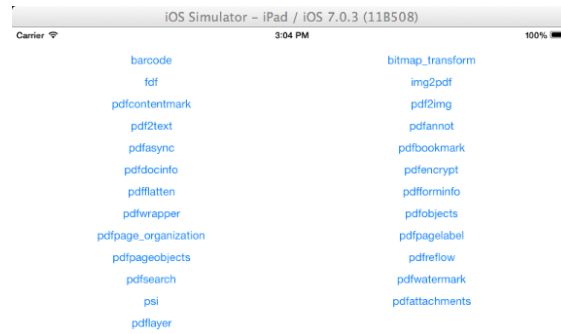 iOS Simulator – iPad / iOS 7.0.3 (11B508)
Carrier 3:04 PM 100%
barcode bitmap_transform
fdf img2pdf
pdfcontentmark pdf2img
pdf2text pdfannot
pdfasync pdfbookmark
pdfdocinfo pdfencrypt
pdfflatten pdfforminfo
pdfwrapper pdfobjects
pdfpage_organization pdfpagelabel
pdfpageobjects pdfreflow
pdfsearch pdfwatermark
psi pdfattachments
pdflayer